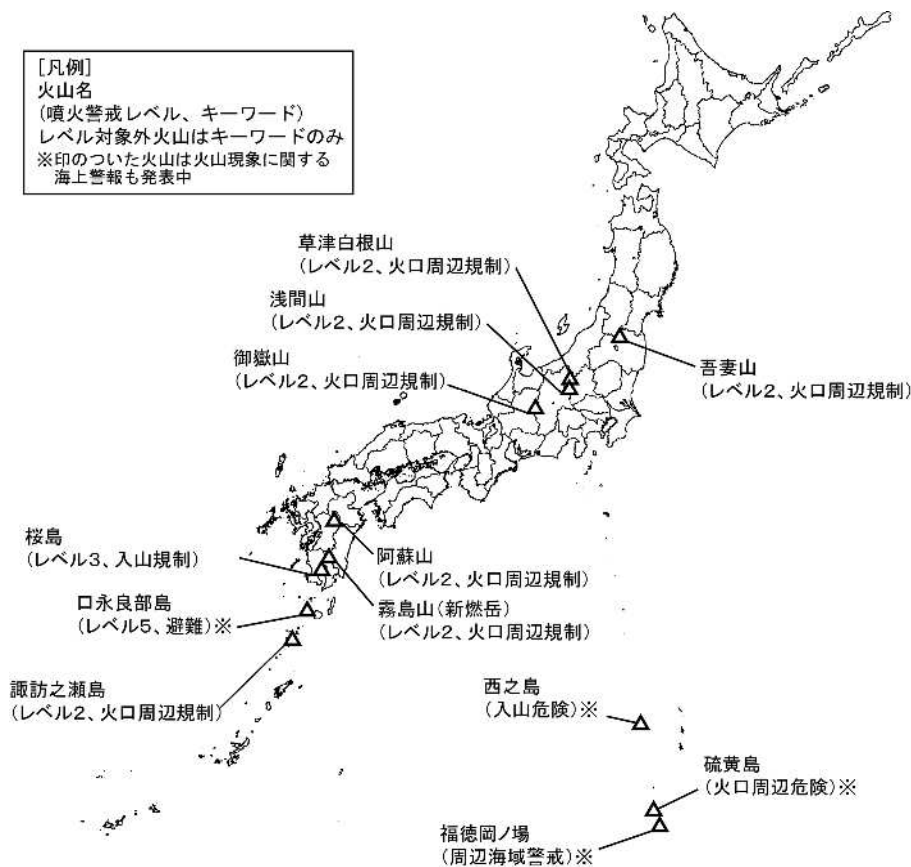 [凡例]
火山名
(噴火警戒レベル、キーワード)
レベル対象外火山はキーワードのみ
※印のついた火山は火山現象に関する
海上警報も発表中
草津白根山
(レベル2、火口周辺規制)
浅間山
(レベル2、火口周辺規制)
御嶽山
(レベル2、火口周辺規制)
吾妻山
(レベル2、火口周辺規制)
桜島
(レベル3、入山規制)
阿蘇山
(レベル2、火口周辺規制)
口永良部島
(レベル5、避難)※
霧島山(新燃岳)
(レベル2、火口周辺規制)
諏訪之瀬島
(レベル2、火口周辺規制)
西之島
(入山危険)※
硫黄島
(火口周辺危険)※
福徳岡ノ場
(周辺海域警戒)※